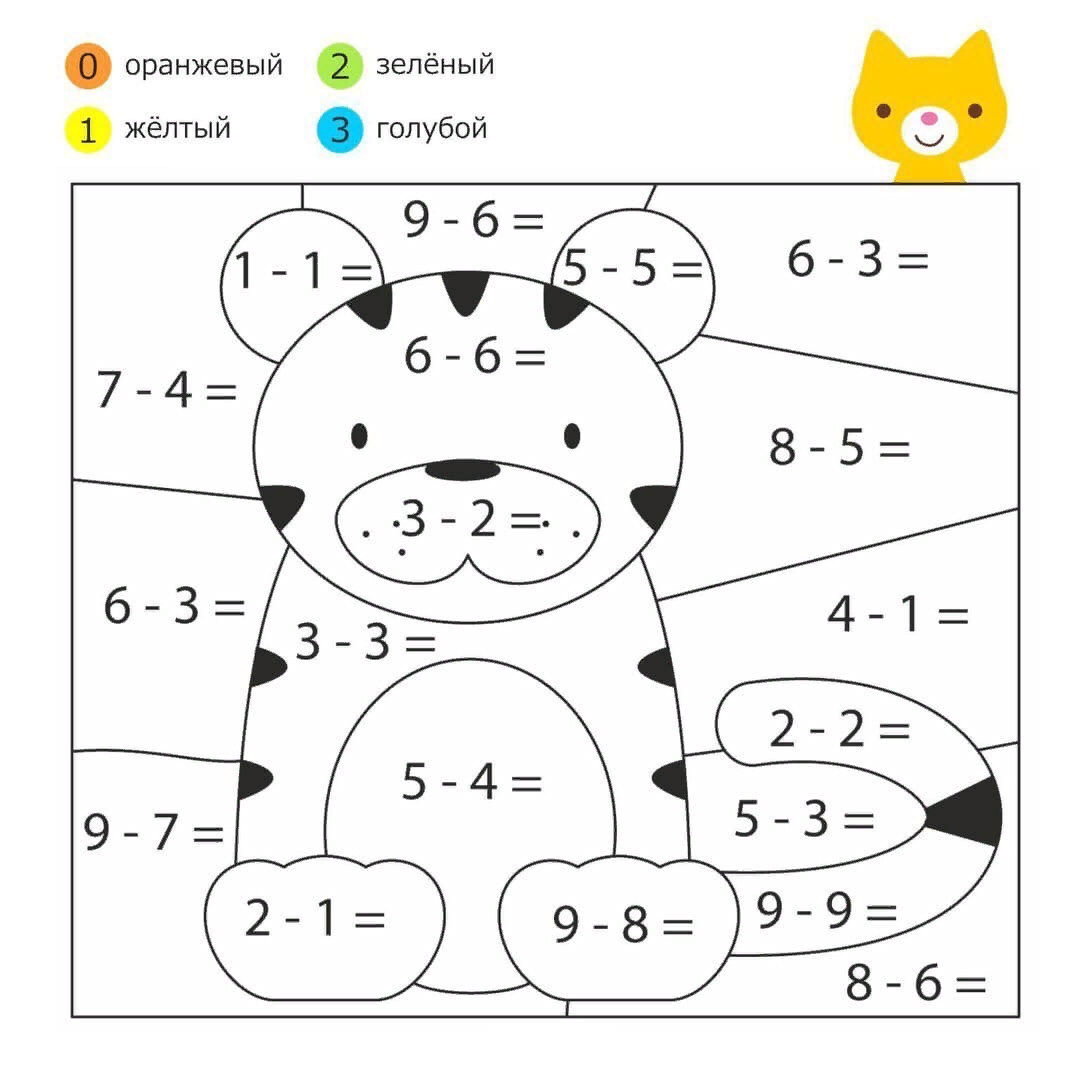 0 оранжевый 2 зелёный
1 жёлтый 3 голубой
9 - 6 =
1 - 1 = 5 - 5 = 6 - 3 =
6 - 6 =
7 - 4 =
8 - 5 =
3 - 2 =
6 - 3 = 4 - 1 =
3 - 3 =
2 - 2 =
5 - 4 =
9 - 7 = 5 - 3 =
2 - 1 = 9 - 8 = 9 - 9 =
8 - 6 =